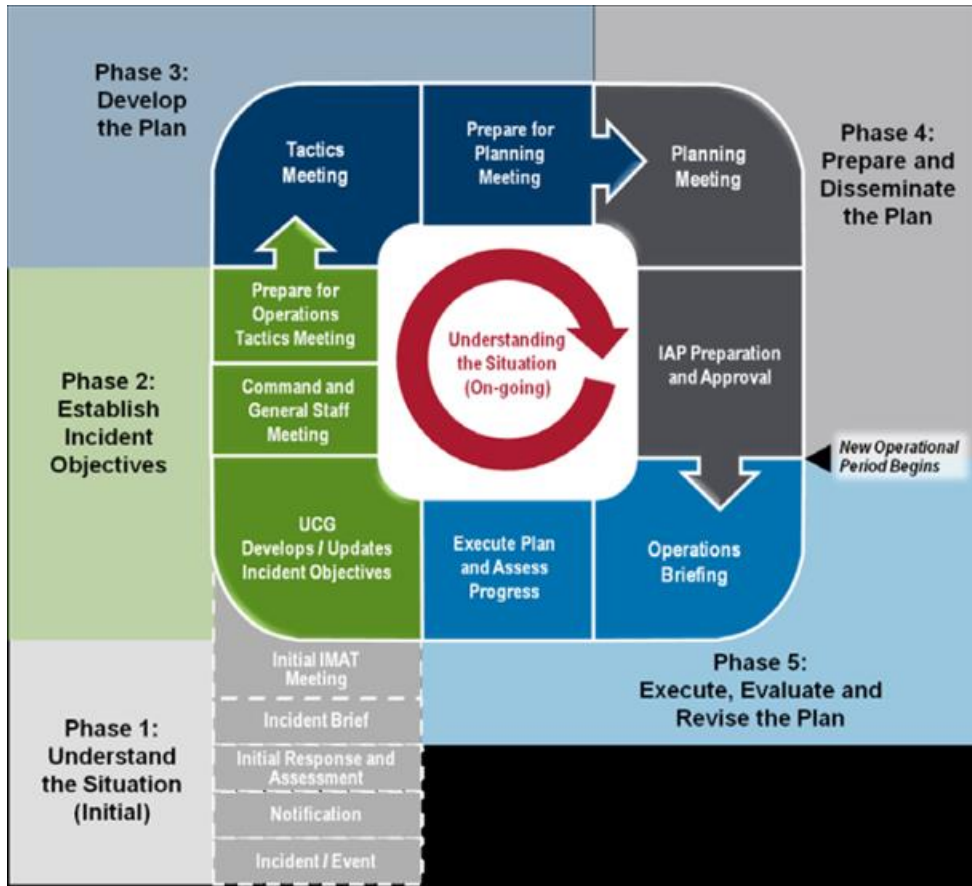 Phase 3:
Develop
the Plan
Tactics
Meeting
Prepare for
Planning
Meeting
Planning
Meeting
Phase 4:
Prepare and
Disseminate
the Plan
Prepare for
Operations
Tactics Meeting
Command and
General Staff
Meeting
Phase 2:
Establish
Incident
Objectives
Understanding
the Situation
(On-going)
IAP Preparation
and Approval
New Operational
Period Begins
UCG
Develops / Updates
Incident Objectives
Execute Plan
and Assess
Progress
Operations
Briefing
Phase 5:
Execute, Evaluate and
Revise the Plan
Phase 1:
Understand
the Situation
(Initial)
Initial IMAT
Meeting
Incident Brief
Initial Response and
Assessment
Notification
Incident / Event